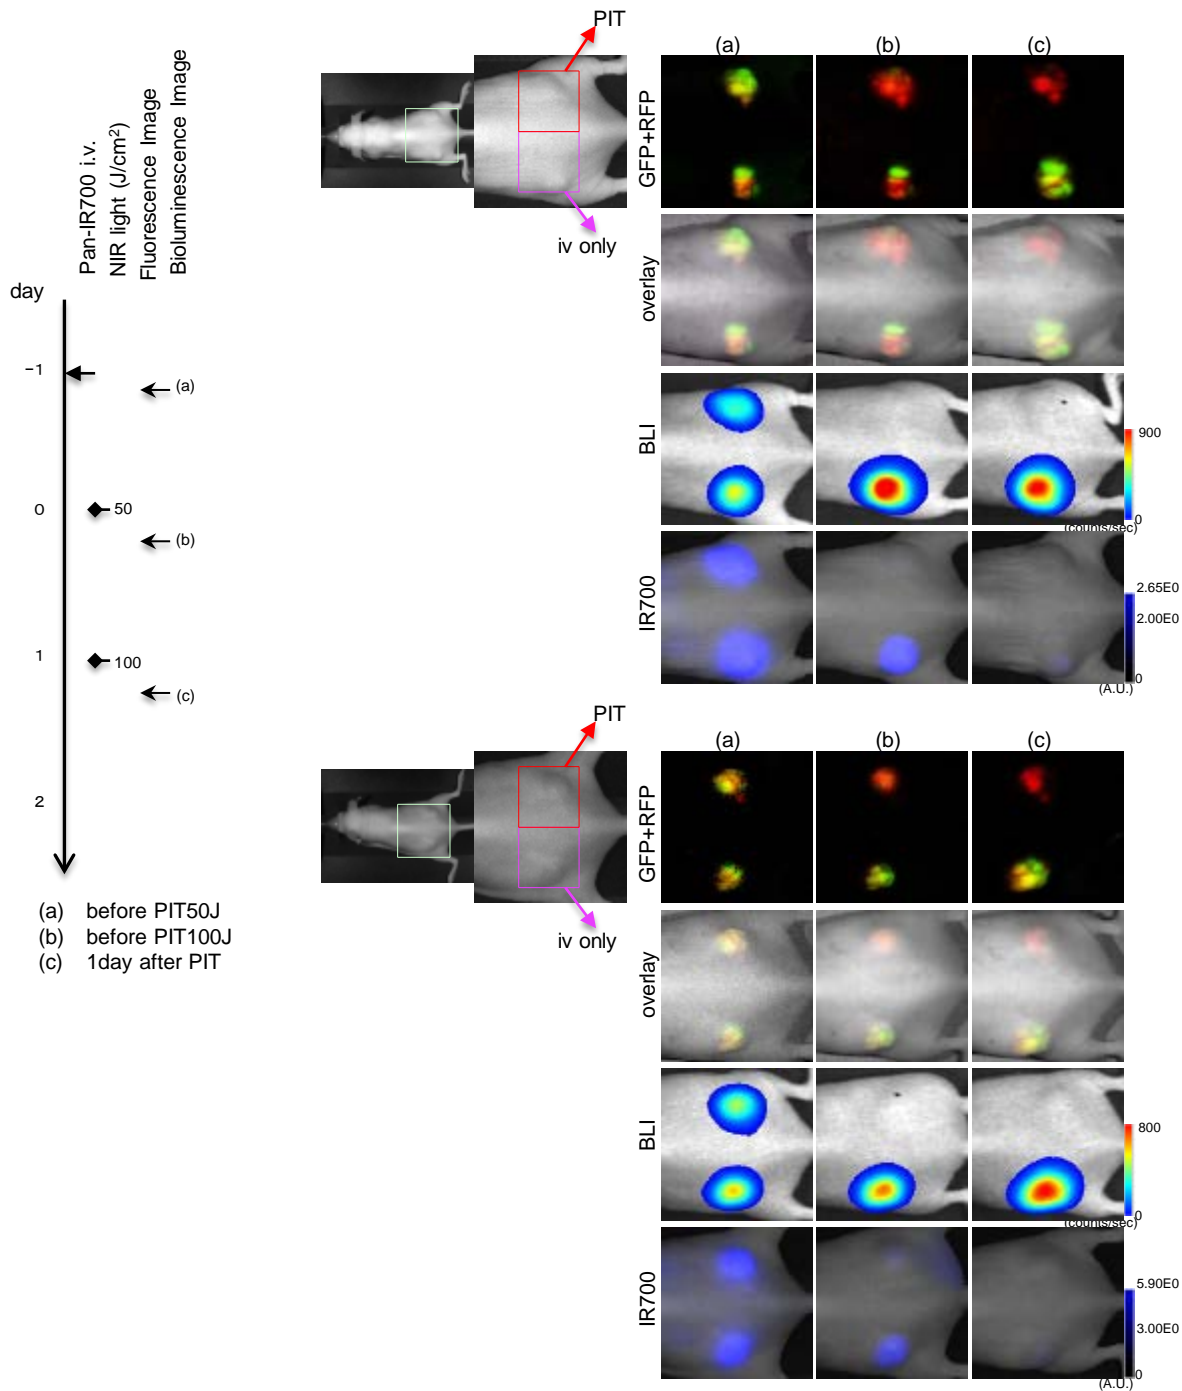 Pan-IR700 i.v.
NIR light (J/cm²)
Fluorescence Image
Bioluminescence Image
day
−1
(a)
0
50
(b)
1
100
(c)
2
(a) before PIT50J
(b) before PIT100J
(c) 1day after PIT
PIT
iv only
(a) (b) (c)
GFP+RFP
overlay
BLI
900
0
(counts/sec)
IR700
2.65E0
2.00E0
0
(A.U.)
PIT
iv only
(a) (b) (c)
GFP+RFP
overlay
BLI
800
0
(counts/sec)
IR700
5.90E0
3.00E0
0
(A.U.)